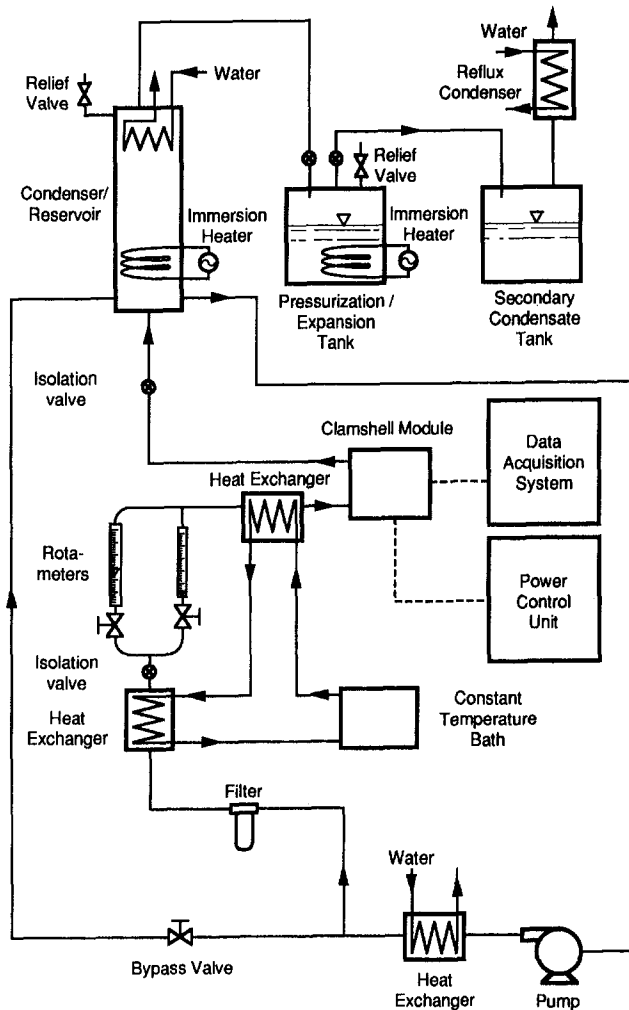 Water
Reflux
Condenser
Relief
Valve
Water
Relief
Valve
Condenser/
Reservoir
Immersion
Heater
Immersion
Heater
Pressurization /
Expansion
Tank
Secondary
Condensate
Tank
Isolation
valve
Clamshell Module
Data
Acquisition
System
Heat Exchanger
Rota-
meters
Power
Control
Unit
Isolation
valve
Heat
Exchanger
Constant
Temperature
Bath
Filter
Water
Bypass Valve
Heat
Exchanger
Pump